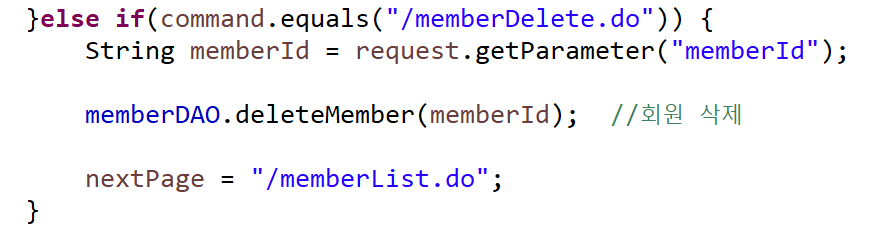 }else if(command.equals("/memberDelete.do")) {
    String memberId = request.getParameter("memberId");
    memberDAO.deleteMember(memberId);  //회원 삭제
    nextPage = "/memberList.do";
}